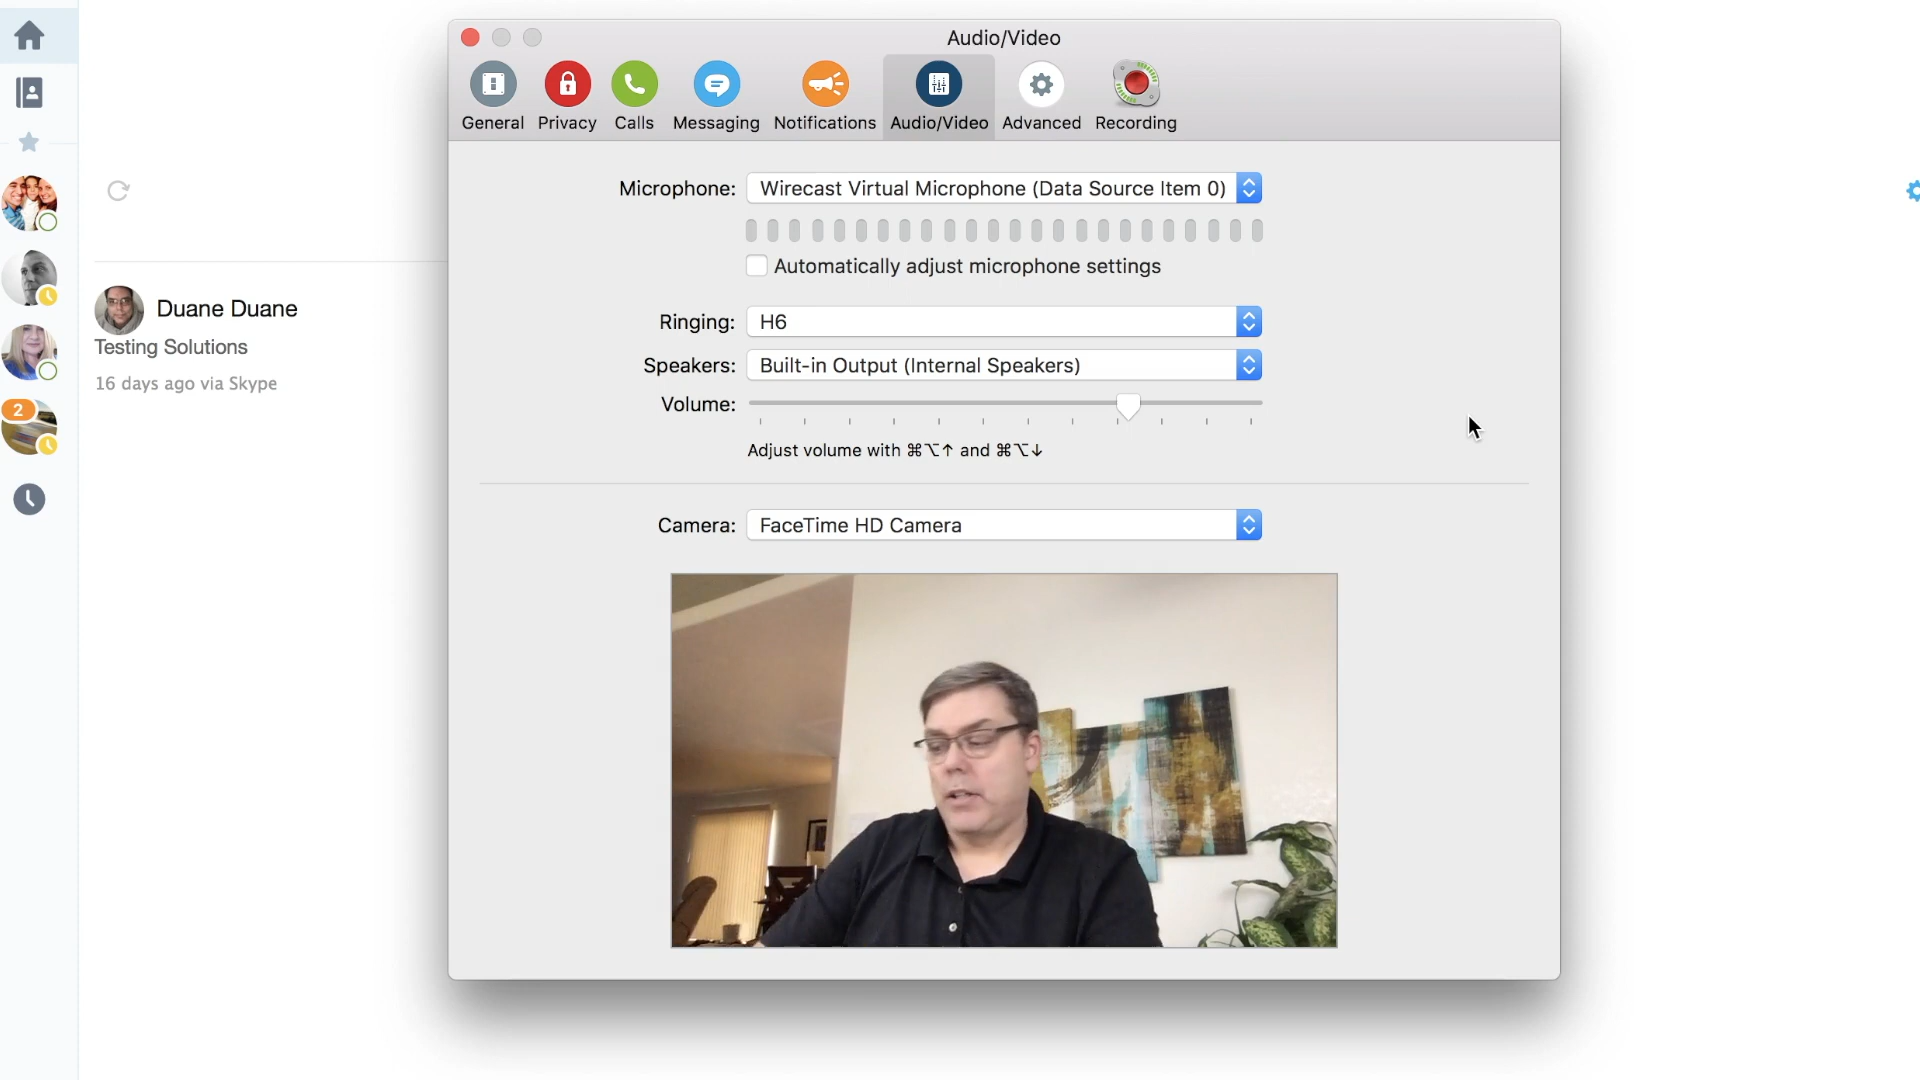 Audio/Video
General Privacy Calls Messaging Notifications Audio/Video Advanced Recording
Microphone: Wirecast Virtual Microphone (Data Source Item 0)
Automatically adjust microphone settings
Ringing: H6
Speakers: Built-in Output (Internal Speakers)
Volume:
Adjust volume with ⌘⌥↑ and ⌘⌥↓
Camera: FaceTime HD Camera
Duane Duane
Testing Solutions
16 days ago via Skype
2